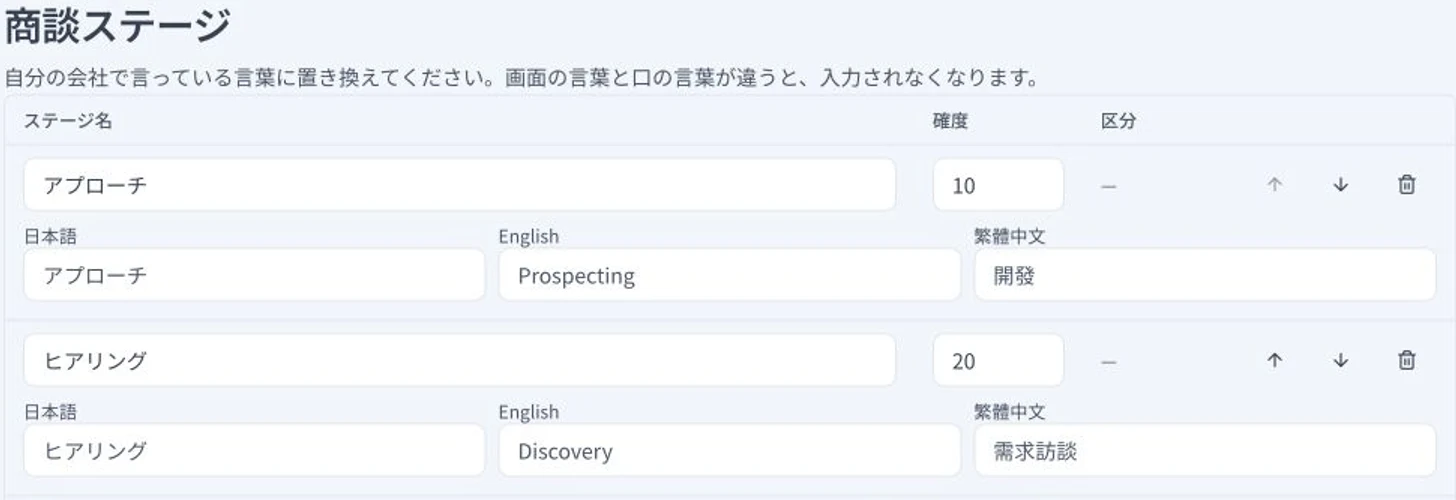 商談ステージ
自分の会社で言っている言葉に置き換えてください。画面の言葉と口の言葉が違うと、入力されなくなります。
ステージ名 確度 区分
アプローチ 10 —
日本語 English 繁體中文
アプローチ Prospecting 開發
ヒアリング 20 —
日本語 English 繁體中文
ヒアリング Discovery 需求訪談